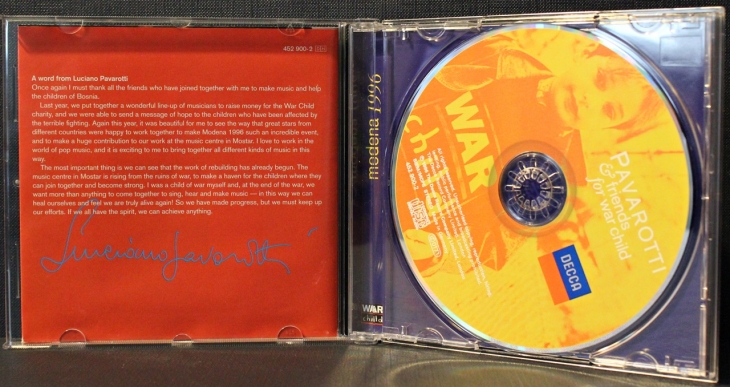 452 900-2
A word from Luciano Pavarotti
Once again I must thank all the friends who have joined together with me to make music and help
the children of Bosnia.
Last year, we put together a wonderful line-up of musicians to raise money for the War Child
charity, and we were able to send a message of hope to the children who have been affected by
the terrible fighting. Again this year, it was beautiful for me to see the way that great stars from
different countries were happy to work together to make Modena 1996 such an incredible event,
and to make a huge contribution to our work at the music centre in Mostar. I love to work in the
world of pop music, and it is exciting to me to bring together all different kinds of music in this
way.
The most important thing is we can see that the work of rebuilding has already begun. The
music centre in Mostar is rising from the ruins of war, to make a haven for the children where they
can join together and become strong. I was a child of war myself and, at the end of the war, we
want more than anything to come together to sing, hear and make music — in this way we can
heal ourselves and feel we are truly alive again! So we have made progress, but we must keep up
our efforts. If we all have the spirit, we can achieve anything.
Luciano Pavarotti
modena 1996
WAR
child
WAR
child
PAVAROTTI
& friends
for war child
DECCA
452 900-2